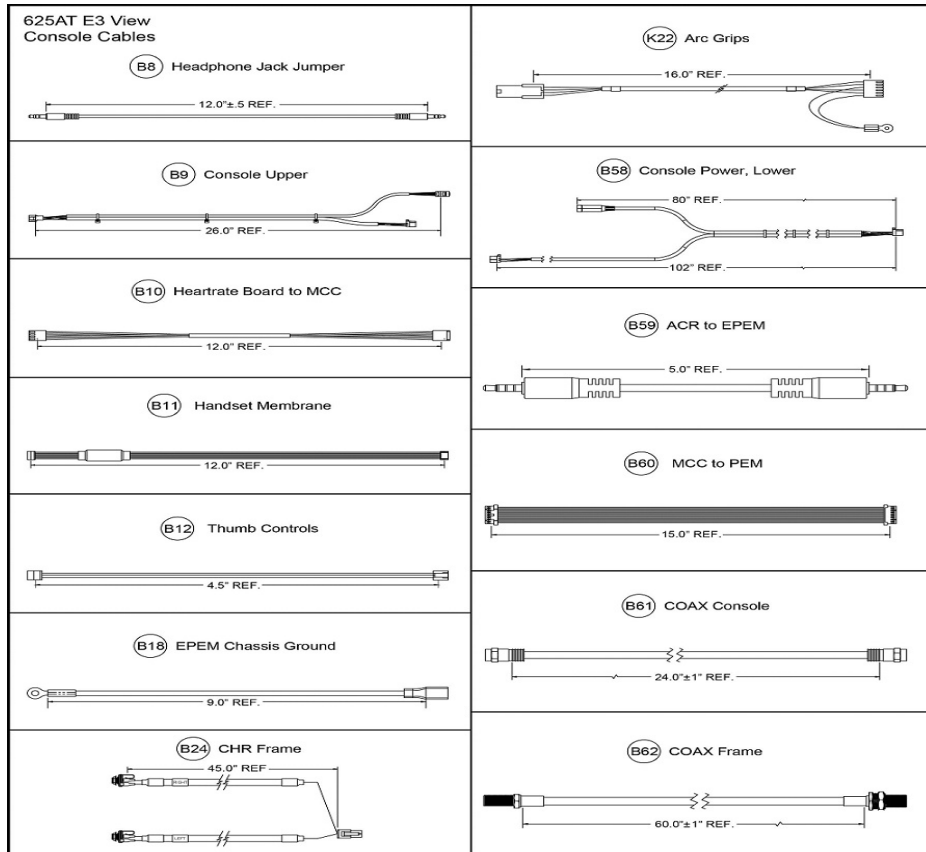 625AT E3 View
Console Cables
B8 Headphone Jack Jumper
12.0"±.5 REF.
B9 Console Upper
26.0" REF.
B10 Heartrate Board to MCC
12.0" REF.
B11 Handset Membrane
12.0" REF.
B12 Thumb Controls
4.5" REF.
B18 EPEM Chassis Ground
9.0" REF.
B24 CHR Frame
45.0" REF
RIGHT
LEFT
K22 Arc Grips
16.0" REF.
B58 Console Power, Lower
80" REF.
102" REF.
B59 ACR to EPEM
5.0" REF.
B60 MCC to PEM
15.0" REF.
B61 COAX Console
24.0"±1" REF.
B62 COAX Frame
60.0"±1" REF.